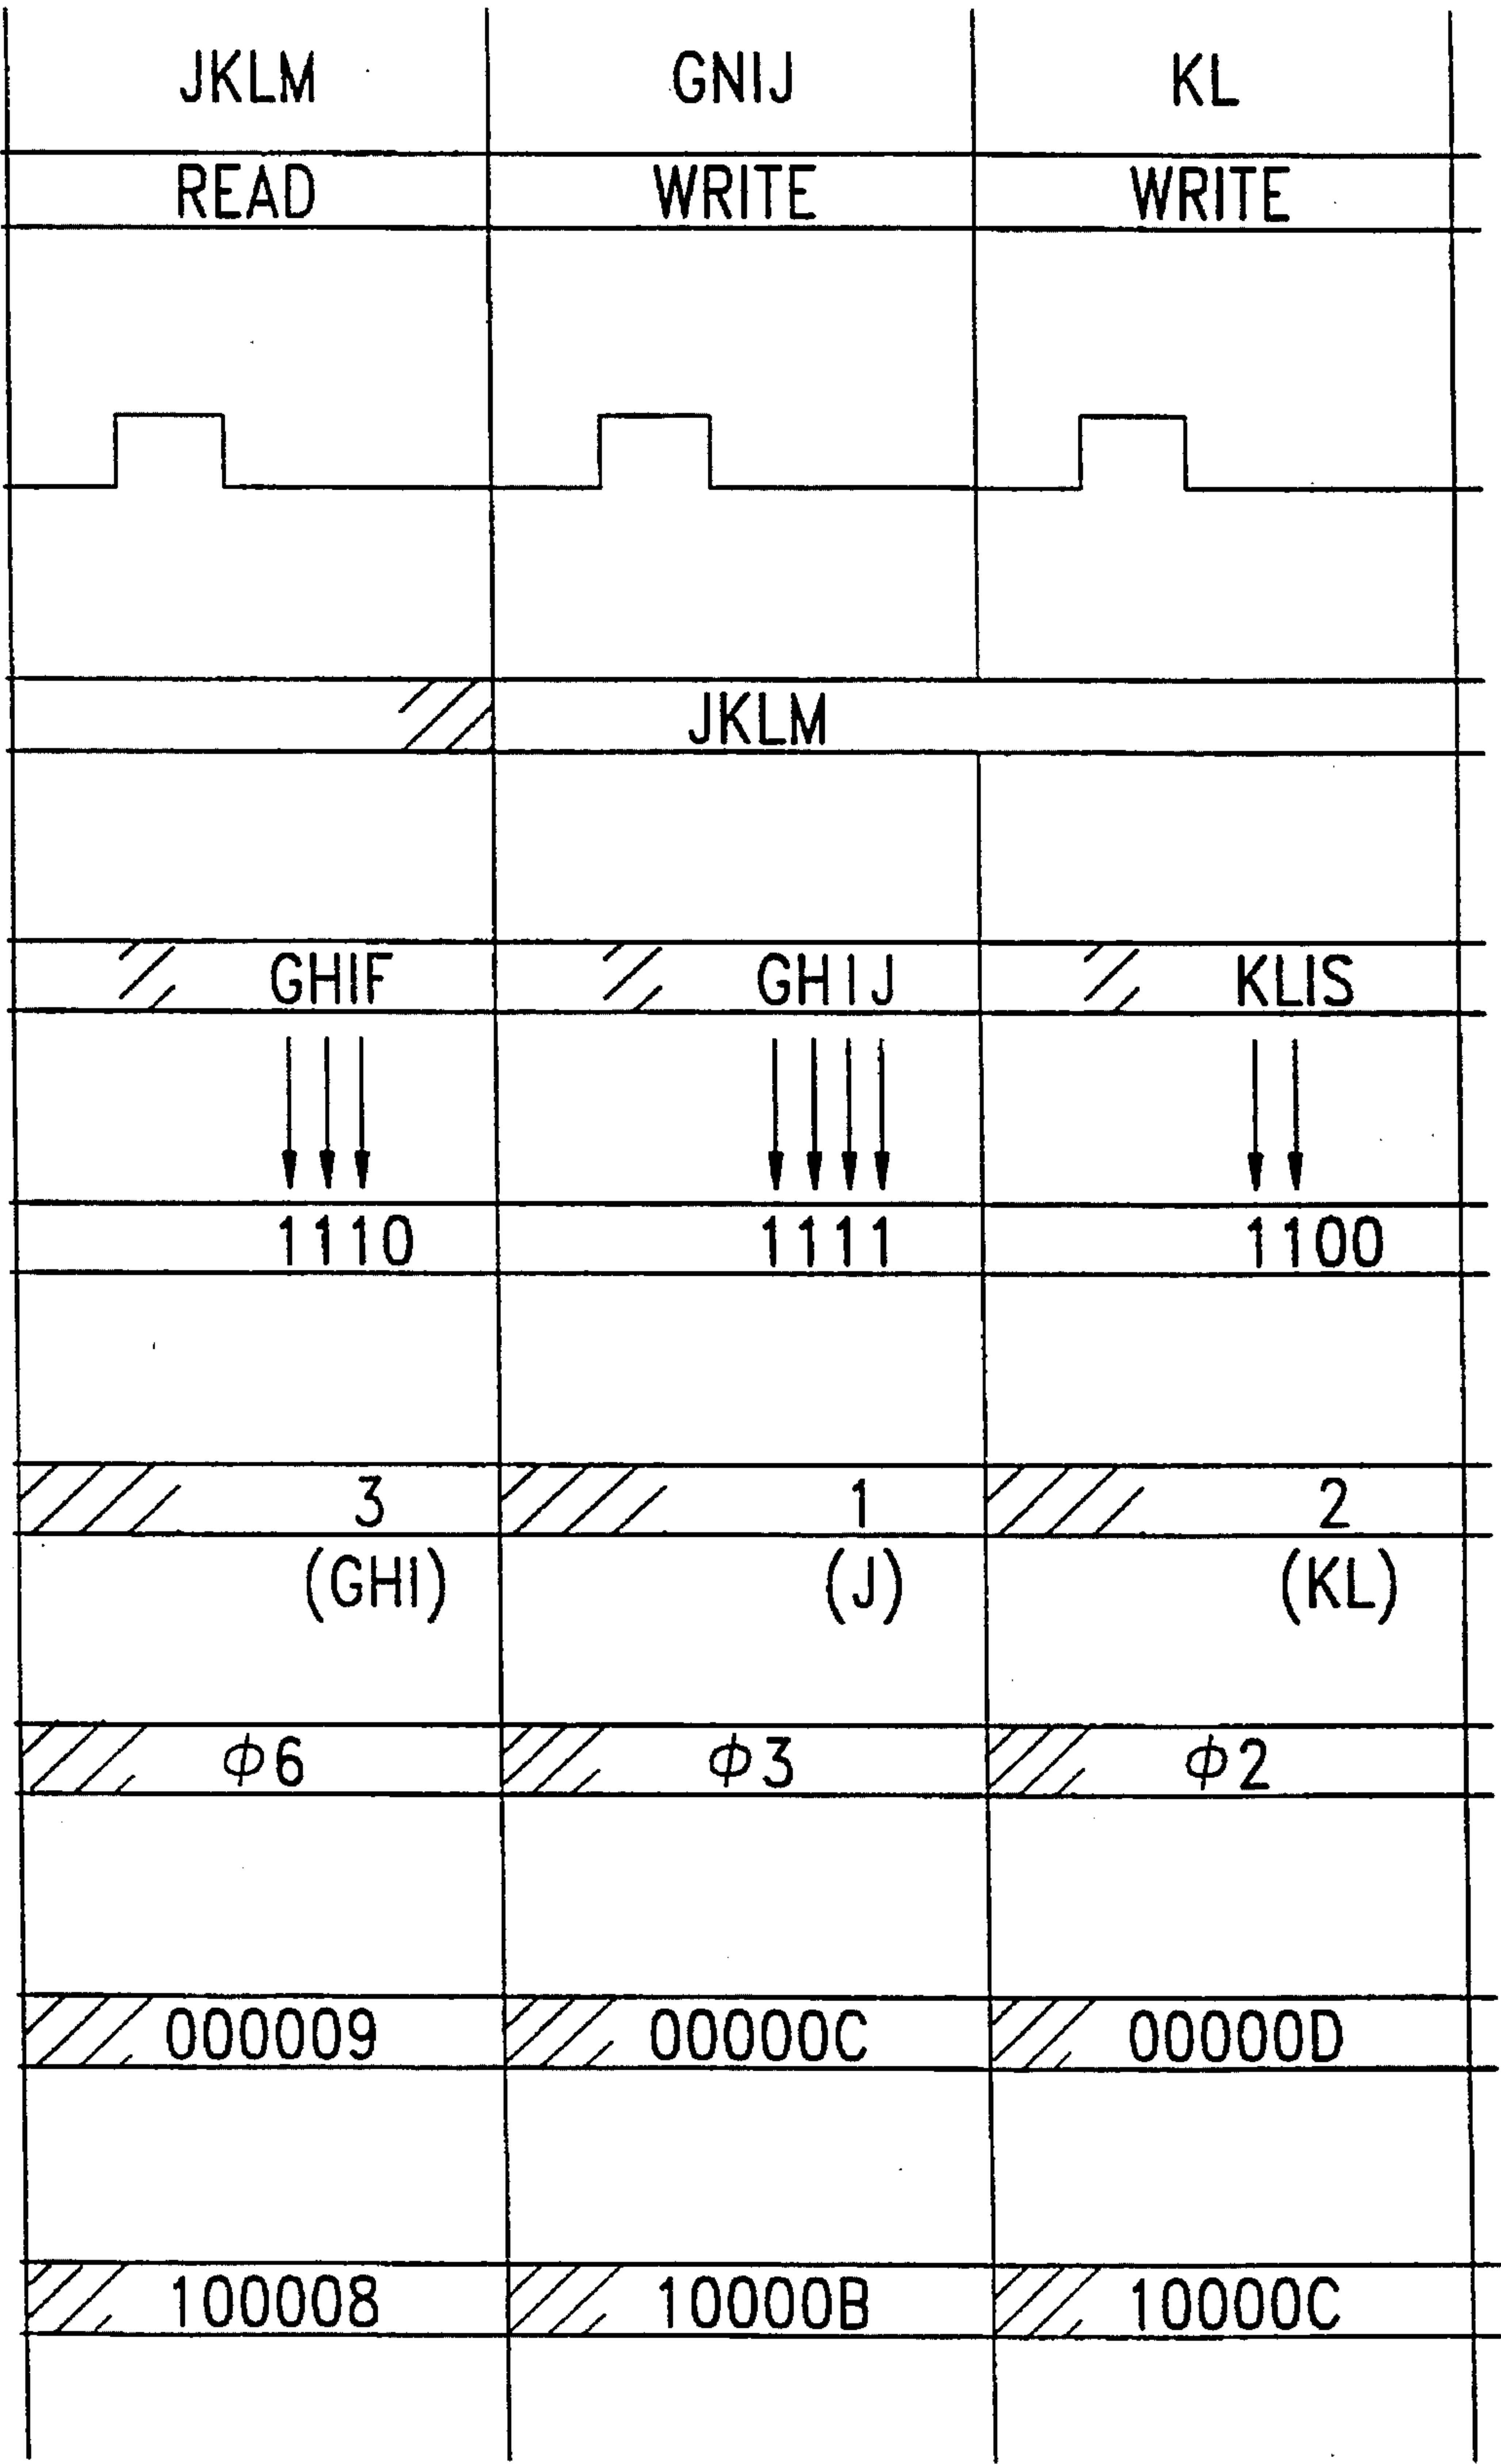 JKLM GNIJ KL
READ WRITE WRITE
JKLM
GHIF GHIJ KLIS
1110 1111 1100
3 1 2
(GHI) (J) (KL)
ϕ6 ϕ3 ϕ2
000009 00000C 00000D
100008 10000B 10000C